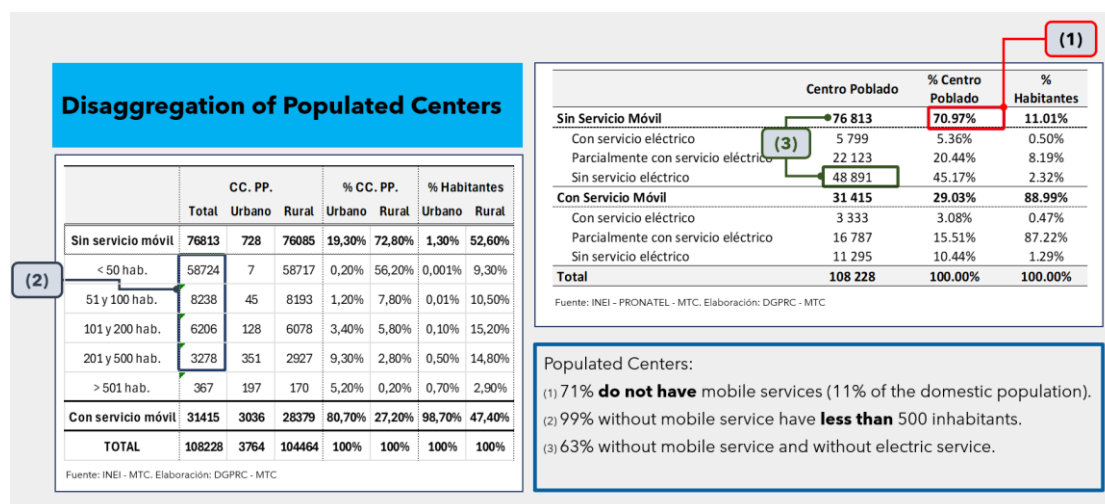 Disaggregation of Populated Centers
CC. PP. % CC. PP. % Habitantes
Total Urbano Rural Urbano Rural Urbano Rural
Sin servicio móvil 76813 728 76085 19,30% 72,80% 1,30% 52,60%
< 50 hab. 58724 7 58717 0,20% 56,20% 0,001% 9,30%
51 y 100 hab. 8238 45 8193 1,20% 7,80% 0,01% 10,50%
101 y 200 hab. 6206 128 6078 3,40% 5,80% 0,10% 15,20%
201 y 500 hab. 3278 351 2927 9,30% 2,80% 0,50% 14,80%
> 501 hab. 367 197 170 5,20% 0,20% 0,70% 2,90%
Con servicio móvil 31415 3036 28379 80,70% 27,20% 98,70% 47,40%
TOTAL 108228 3764 104464 100% 100% 100% 100%
Fuente: INEI - MTC. Elaboración: DGPRC - MTC
(2)
(1)
Centro Poblado % Centro Poblado % Habitantes
Sin Servicio Móvil 76 813 70.97% 11.01%
Con servicio eléctrico 5 799 5.36% 0.50%
Parcialmente con servicio eléctrico 22 123 20.44% 8.19%
Sin servicio eléctrico 48 891 45.17% 2.32%
Con Servicio Móvil 31 415 29.03% 88.99%
Con servicio eléctrico 3 333 3.08% 0.47%
Parcialmente con servicio eléctrico 16 787 15.51% 87.22%
Sin servicio eléctrico 11 295 10.44% 1.29%
Total 108 228 100.00% 100.00%
Fuente: INEI - PRONATEL - MTC. Elaboración: DGPRC - MTC
(3)
Populated Centers:
(1) 71% do not have mobile services (11% of the domestic population).
(2) 99% without mobile service have less than 500 inhabitants.
(3) 63% without mobile service and without electric service.